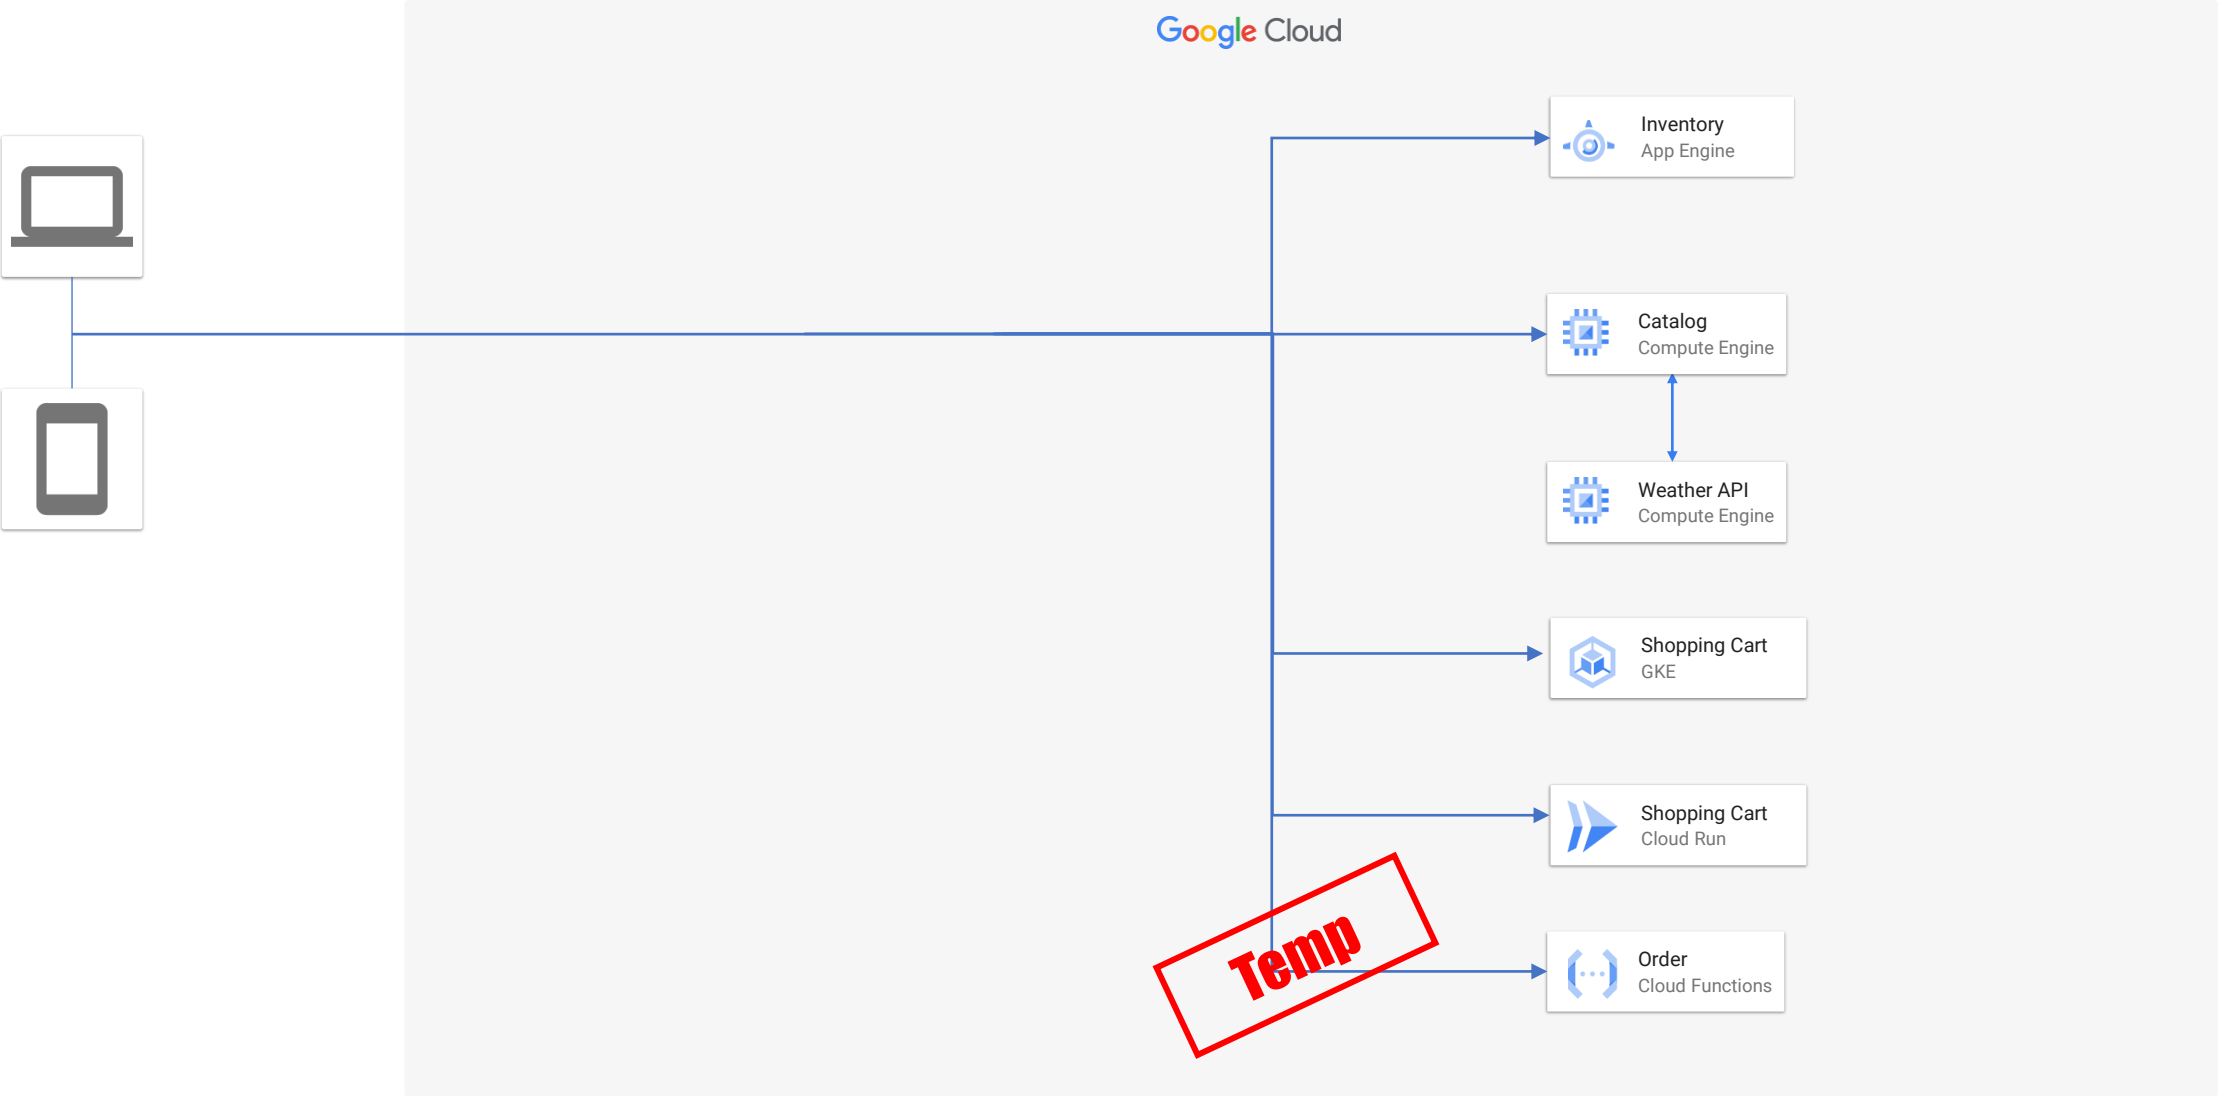 Google Cloud
Inventory
App Engine
Catalog
Compute Engine
Weather API
Compute Engine
Shopping Cart
GKE
Shopping Cart
Cloud Run
Temp
Order
Cloud Functions